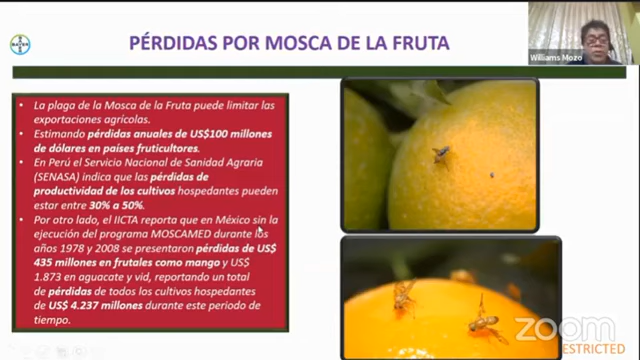 BAYER
PÉRDIDAS POR MOSCA DE LA FRUTA
Williams Mozo
• La plaga de la Mosca de la Fruta puede limitar las
exportaciones agrícolas.
• Estimando pérdidas anuales de US$100 millones
de dólares en países fruticultores.
• En Perú el Servicio Nacional de Sanidad Agraria
(SENASA) indica que las pérdidas de
productividad de los cultivos hospedantes pueden
estar entre 30% a 50%.
• Por otro lado, el IICTA reporta que en México sin la
ejecución del programa MOSCAMED durante los
años 1978 y 2008 se presentaron pérdidas de US$
435 millones en frutales como mango y US$
1.873 en aguacate y vid, reportando un total
de pérdidas de todos los cultivos hospedantes
de US$ 4.237 millones durante este periodo de
tiempo.
zoom
ESTRICTED